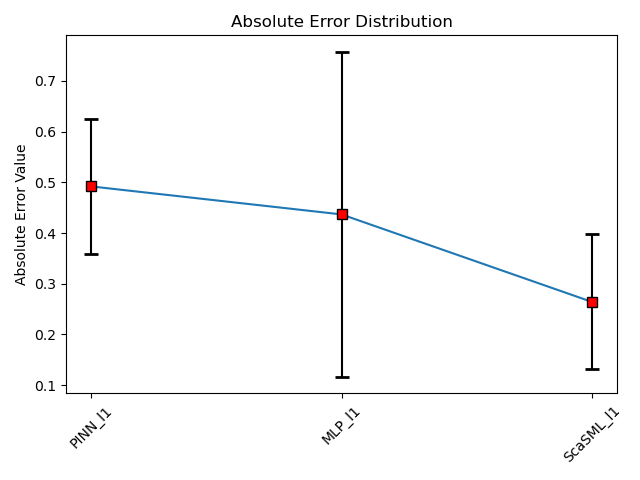 Absolute Error Distribution
Absolute Error Value
0.7
0.6
0.5
0.4
0.3
0.2
0.1
PINN_l1
MLP_l1
ScaSML_l1